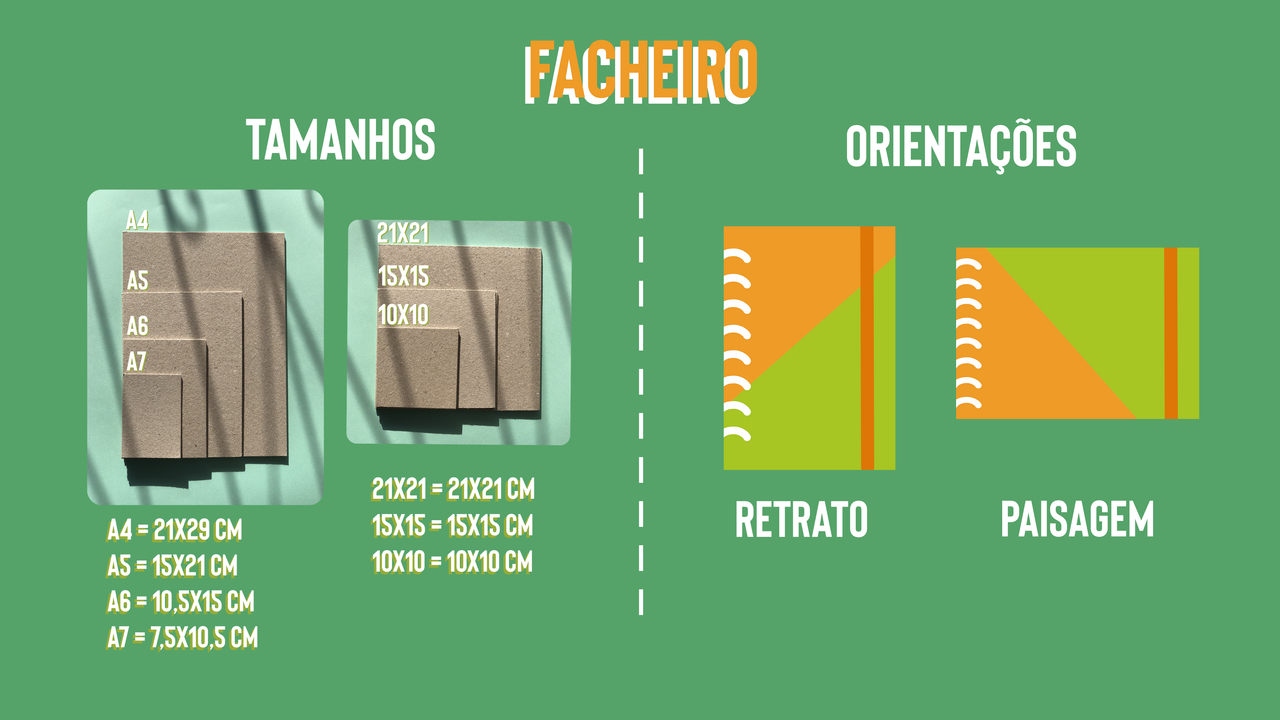 FACHEIRO
TAMANHOS
A4
A5
A6
A7
21X21
15X15
10X10
A4 = 21X29 CM
A5 = 15X21 CM
A6 = 10,5X15 CM
A7 = 7,5X10,5 CM
21X21 = 21X21 CM
15X15 = 15X15 CM
10X10 = 10X10 CM
ORIENTAÇÕES
RETRATO
PAISAGEM